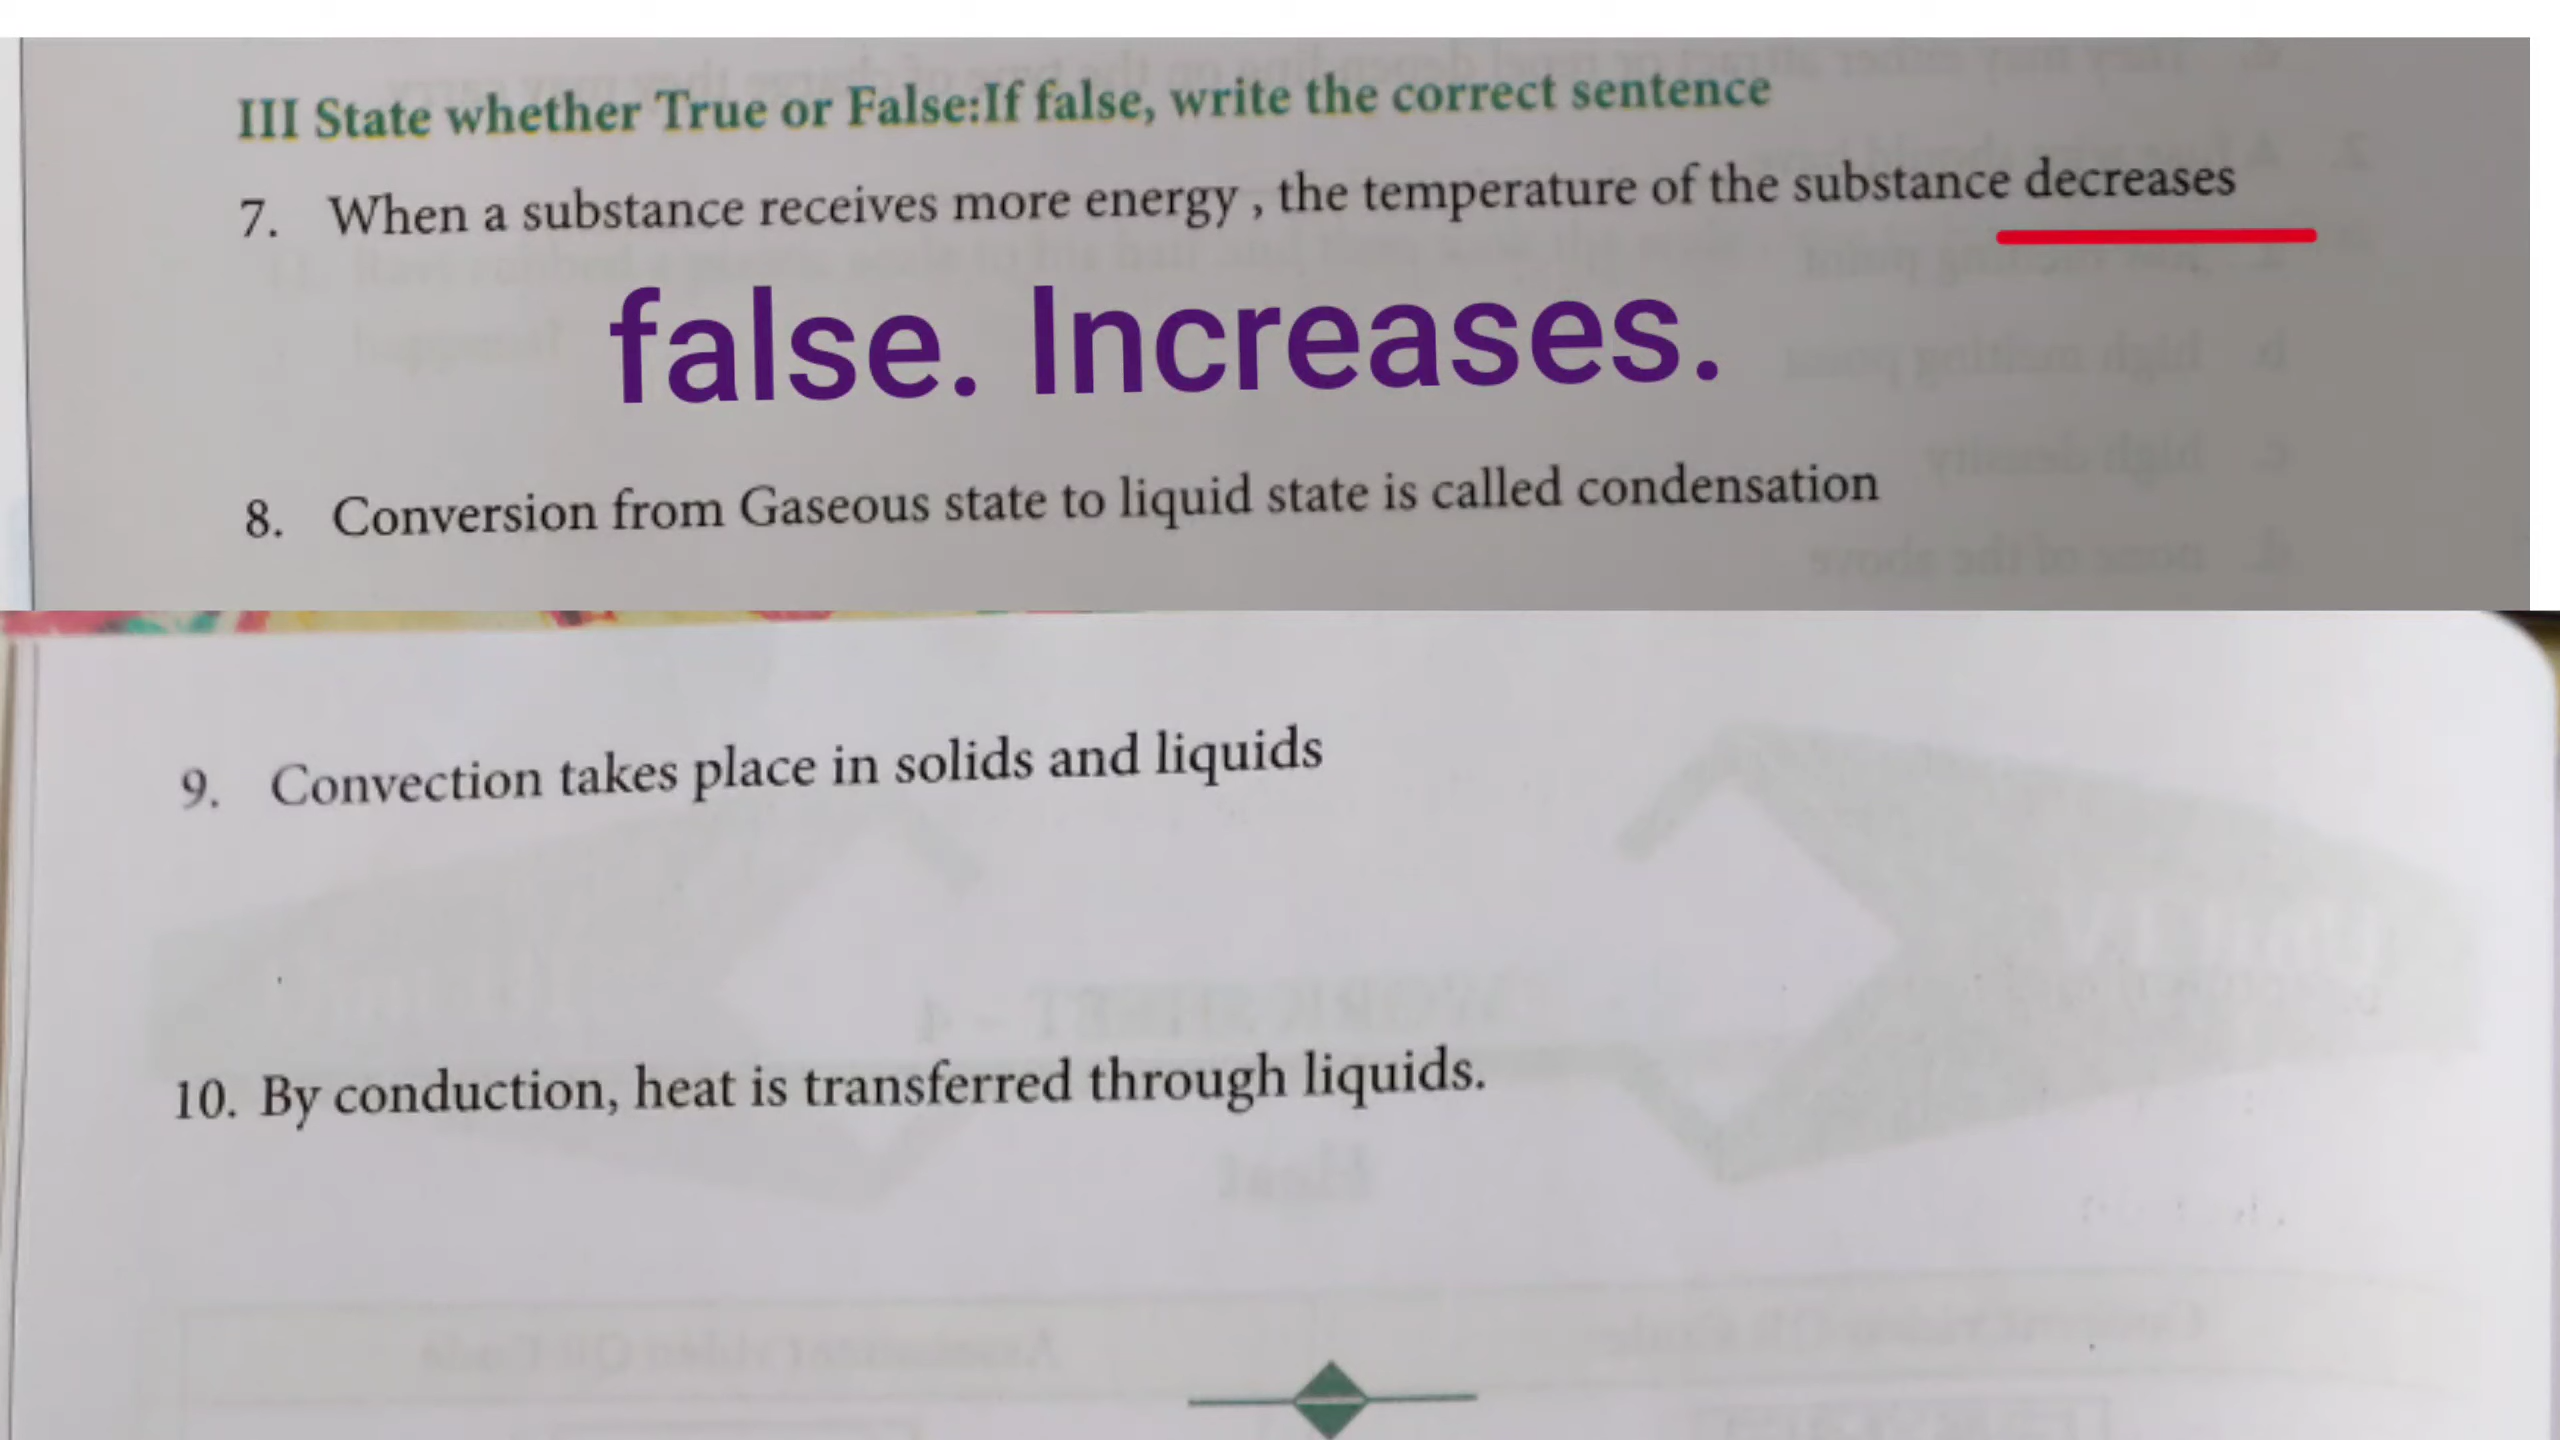 III State whether True or False:If false, write the correct sentence
7. When a substance receives more energy , the temperature of the substance decreases
false. Increases.
8. Conversion from Gaseous state to liquid state is called condensation
9. Convection takes place in solids and liquids
10. By conduction, heat is transferred through liquids.